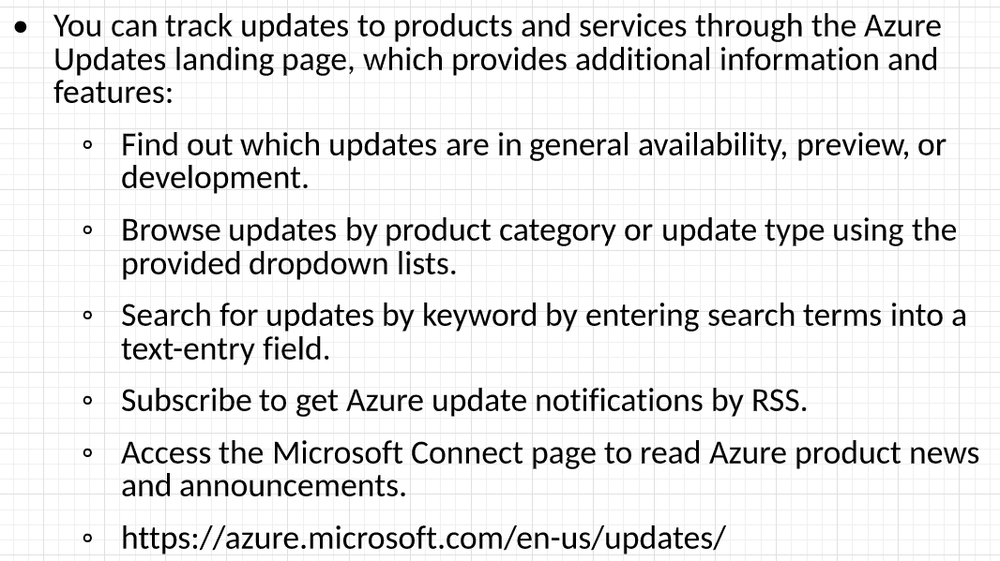 • You can track updates to products and services through the Azure
Updates landing page, which provides additional information and
features:
◦ Find out which updates are in general availability, preview, or
development.
◦ Browse updates by product category or update type using the
provided dropdown lists.
◦ Search for updates by keyword by entering search terms into a
text-entry field.
◦ Subscribe to get Azure update notifications by RSS.
◦ Access the Microsoft Connect page to read Azure product news
and announcements.
◦ https://azure.microsoft.com/en-us/updates/